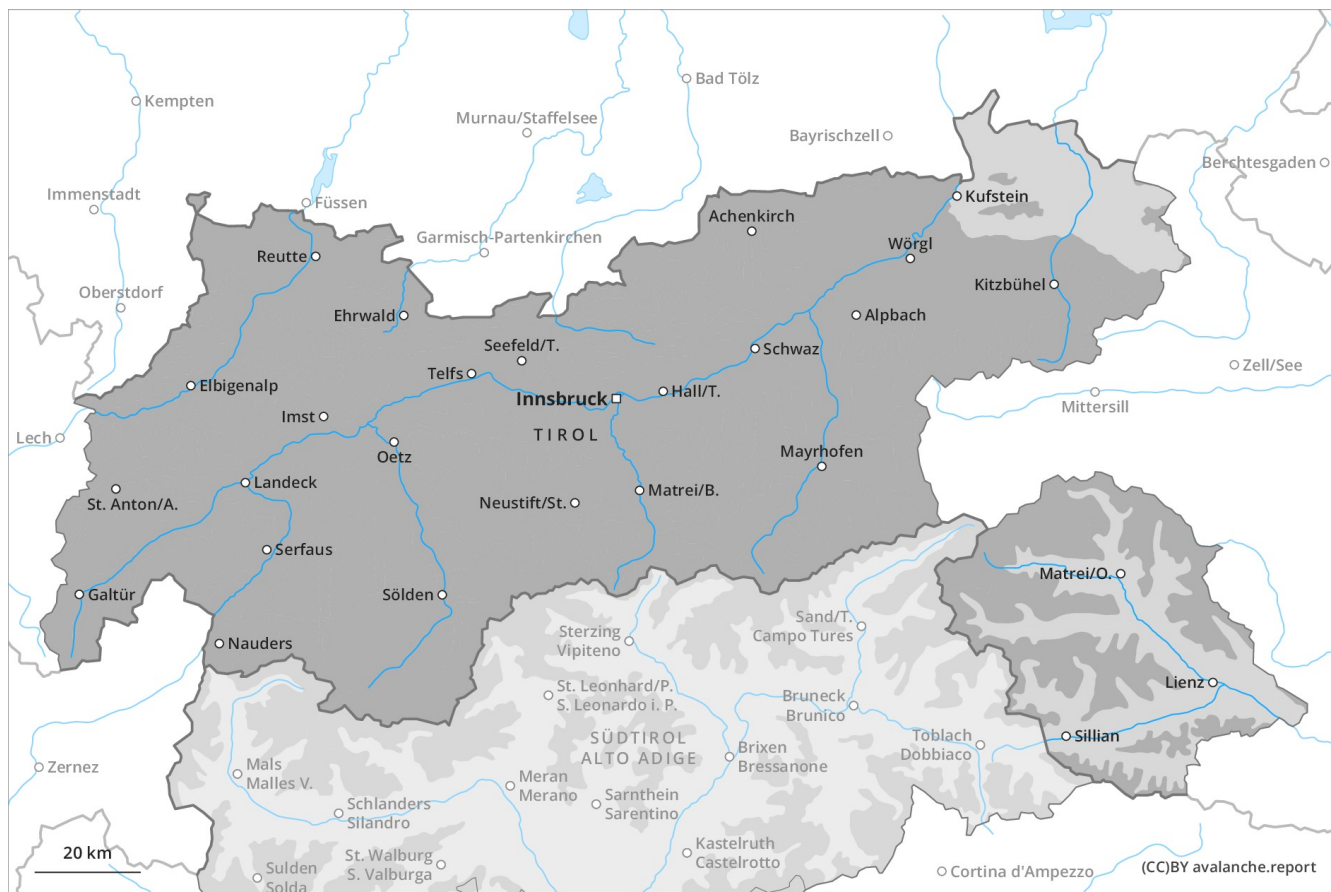 Bad Tölz
Kempten
Murnau/Staffelsee
Bayrischzell
Berchtesgaden
Immenstadt
Füssen
Kufstein
Achenkirch
Garmisch-Partenkirchen
Reutte
Wörgl
Oberstdorf
Kitzbühel
Ehrwald
Alpbach
Seefeld/T.
Schwaz
Telfs
Zell/See
Elbigenalp
Innsbruck
Hall/T.
Mittersill
Imst
TIROL
Lech
Oetz
Mayrhofen
Landeck
St. Anton/A.
Neustift/St.
Matrei/B.
Serfaus
Matrei/O.
Galtür
Sölden
Sand/T.
Campo Tures
Sterzing
Vipiteno
Nauders
Lienz
St. Leonhard/P.
S. Leonardo i. P.
Bruneck
Brunico
SÜDTIROL
ALTO ADIGE
Toblach
Dobbiaco
Sillian
Brixen
Bressanone
Zernez
Mals
Malles V.
Meran
Merano
Sarnthein
Sarentino
Schlanders
Silandro
Kastelruth
Castelrotto
20 km
St. Walburg
S. Valburga
Sulden
Solda
Cortina d'Ampezzo
(CC)BY avalanche.report